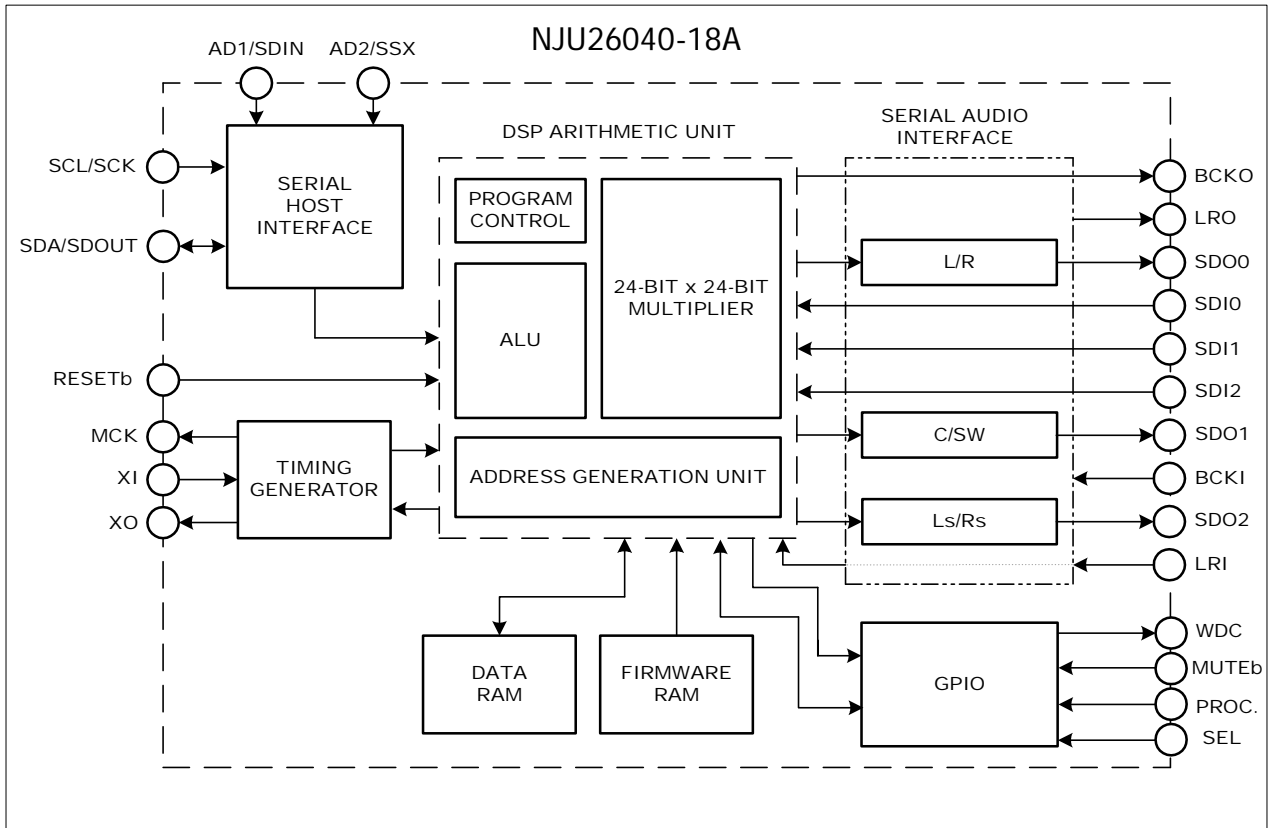 NJU26040-18A
AD1/SDIN
AD2/SSX
SERIAL AUDIO
INTERFACE
DSP ARITHMETIC UNIT
SCL/SCK
SDA/SDOUT
SERIAL
HOST
INTERFACE
PROGRAM
CONTROL
24-BIT x 24-BIT
MULTIPLIER
ALU
ADDRESS GENERATION UNIT
RESETb
MCK
XI
XO
TIMING
GENERATOR
L/R
C/SW
Ls/Rs
BCKO
LRO
SDO0
SDI0
SDI1
SDI2
SDO1
BCKI
SDO2
LRI
DATA
RAM
FIRMWARE
RAM
GPIO
WDC
MUTEb
PROC.
SEL